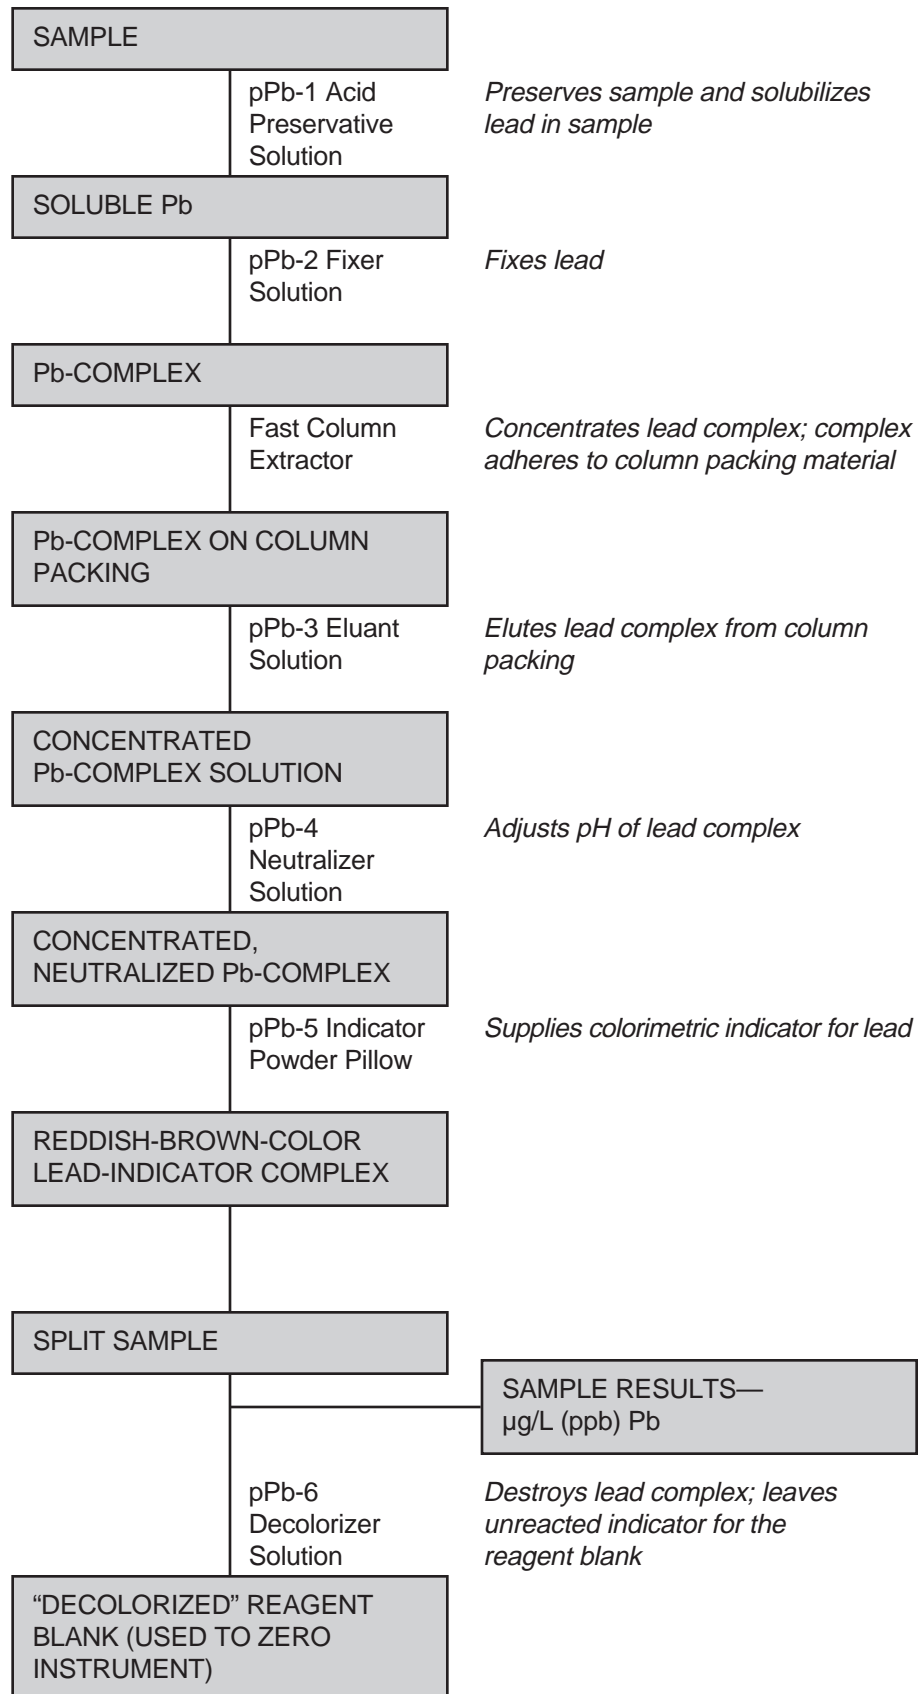 SAMPLE
pPb-1 Acid
Preservative
Solution
Preserves sample and solubilizes
lead in sample
SOLUBLE Pb
pPb-2 Fixer
Solution
Fixes lead
Pb-COMPLEX
Fast Column
Extractor
Concentrates lead complex; complex
adheres to column packing material
Pb-COMPLEX ON COLUMN
PACKING
pPb-3 Eluant
Solution
Elutes lead complex from column
packing
CONCENTRATED
Pb-COMPLEX SOLUTION
pPb-4
Neutralizer
Solution
Adjusts pH of lead complex
CONCENTRATED,
NEUTRALIZED Pb-COMPLEX
pPb-5 Indicator
Powder Pillow
Supplies colorimetric indicator for lead
REDDISH-BROWN-COLOR
LEAD-INDICATOR COMPLEX
SPLIT SAMPLE
SAMPLE RESULTS—
µg/L (ppb) Pb
pPb-6
Decolorizer
Solution
Destroys lead complex; leaves
unreacted indicator for the
reagent blank
“DECOLORIZED” REAGENT
BLANK (USED TO ZERO
INSTRUMENT)